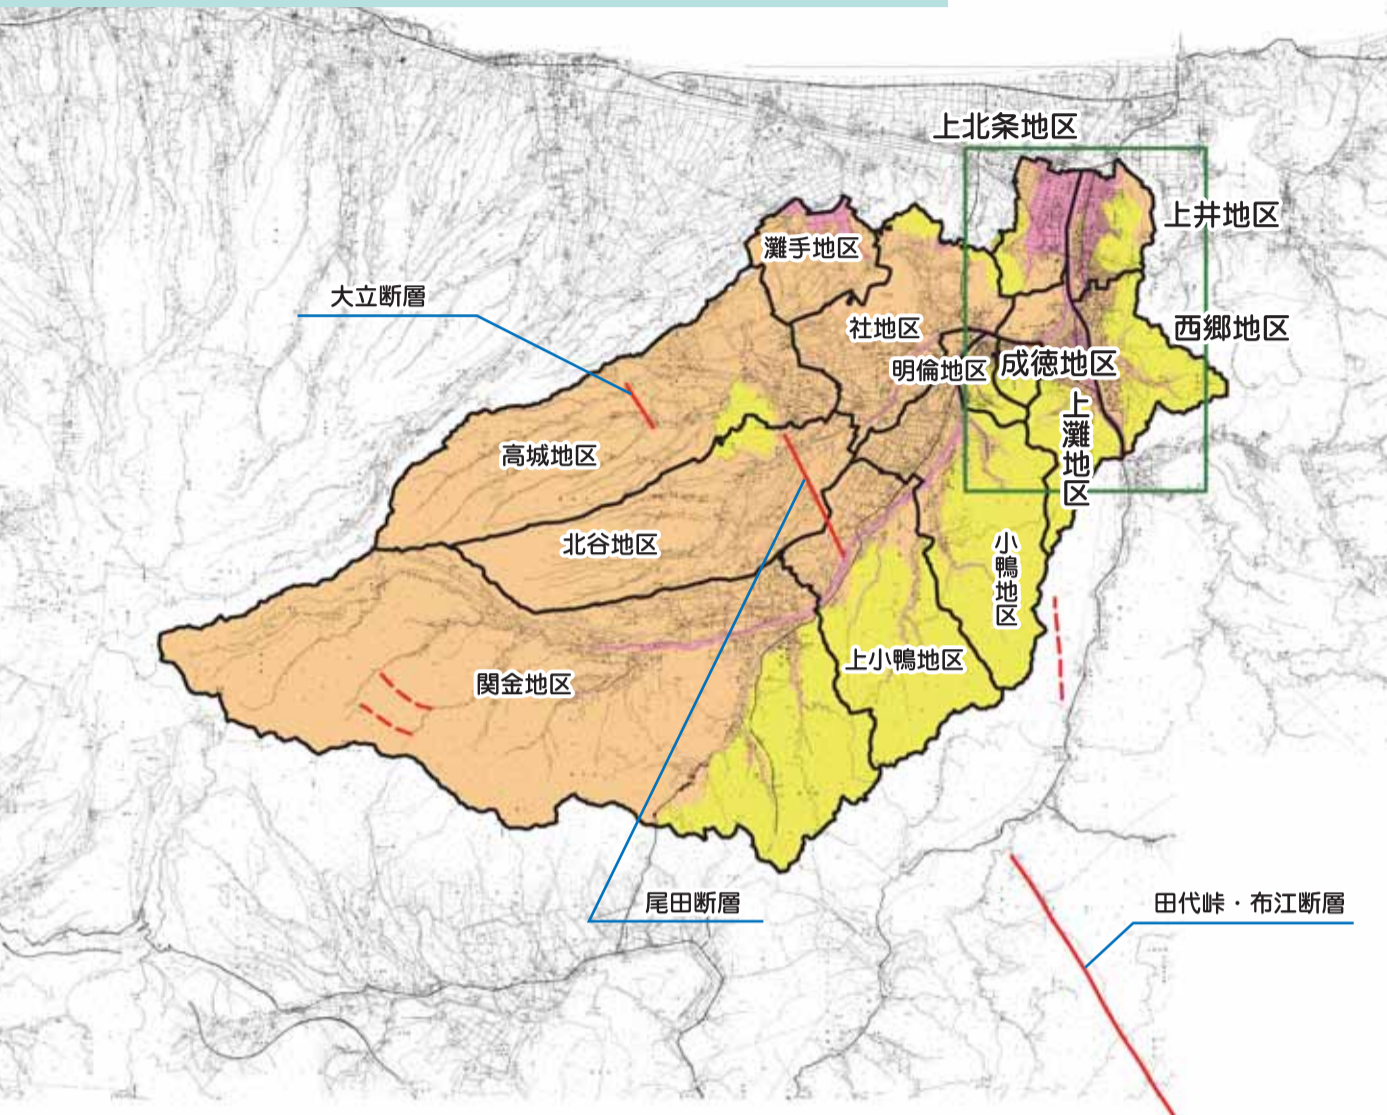 上北条地区
上井地区
灘手地区
大立断層
社地区
西郷地区
明倫地区
成徳地区
上灘地区
高城地区
北谷地区
小鴨地区
上小鴨地区
関金地区
尾田断層
田代峠・布江断層